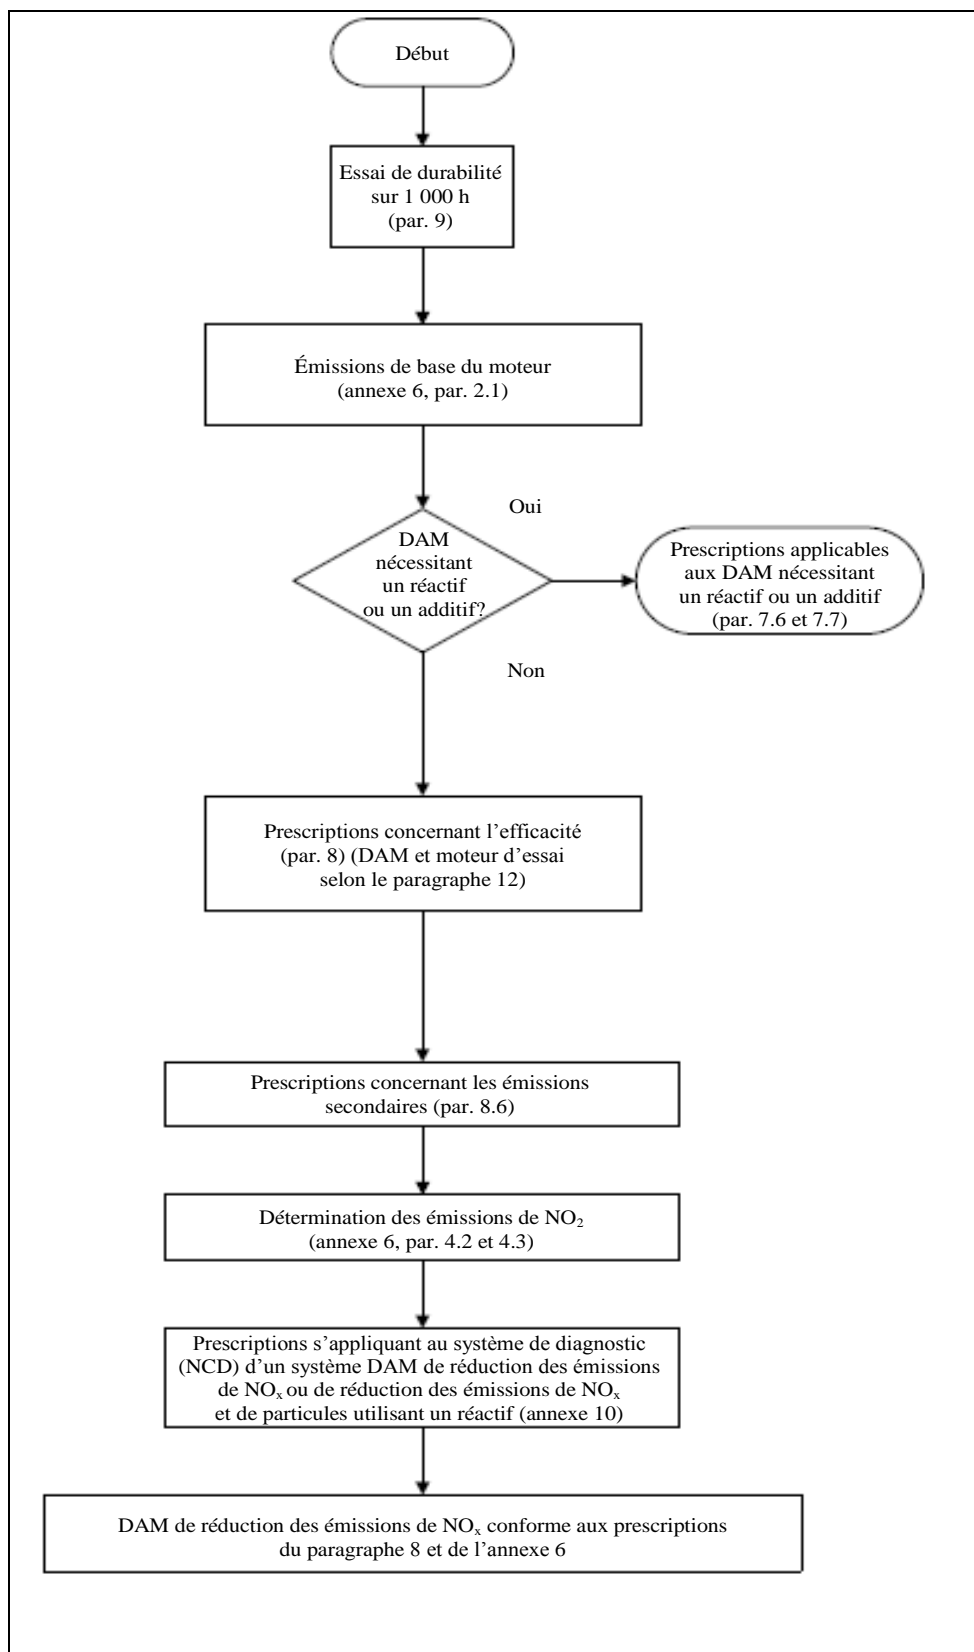 Début
Essai de durabilité
sur 1 000 h
(par. 9)
Émissions de base du moteur
(annexe 6, par. 2.1)
Oui
DAM
nécessitant
un réactif
ou un additif?
Prescriptions applicables
aux DAM nécessitant
un réactif ou un additif
(par. 7.6 et 7.7)
Non
Prescriptions concernant l’efficacité
(par. 8) (DAM et moteur d’essai
selon le paragraphe 12)
Prescriptions concernant les émissions
secondaires (par. 8.6)
Détermination des émissions de NO₂
(annexe 6, par. 4.2 et 4.3)
Prescriptions s’appliquant au système de diagnostic
(NCD) d’un système DAM de réduction des émissions
de NOₓ ou de réduction des émissions de NOₓ
et de particules utilisant un réactif (annexe 10)
DAM de réduction des émissions de NOₓ conforme aux prescriptions
du paragraphe 8 et de l’annexe 6